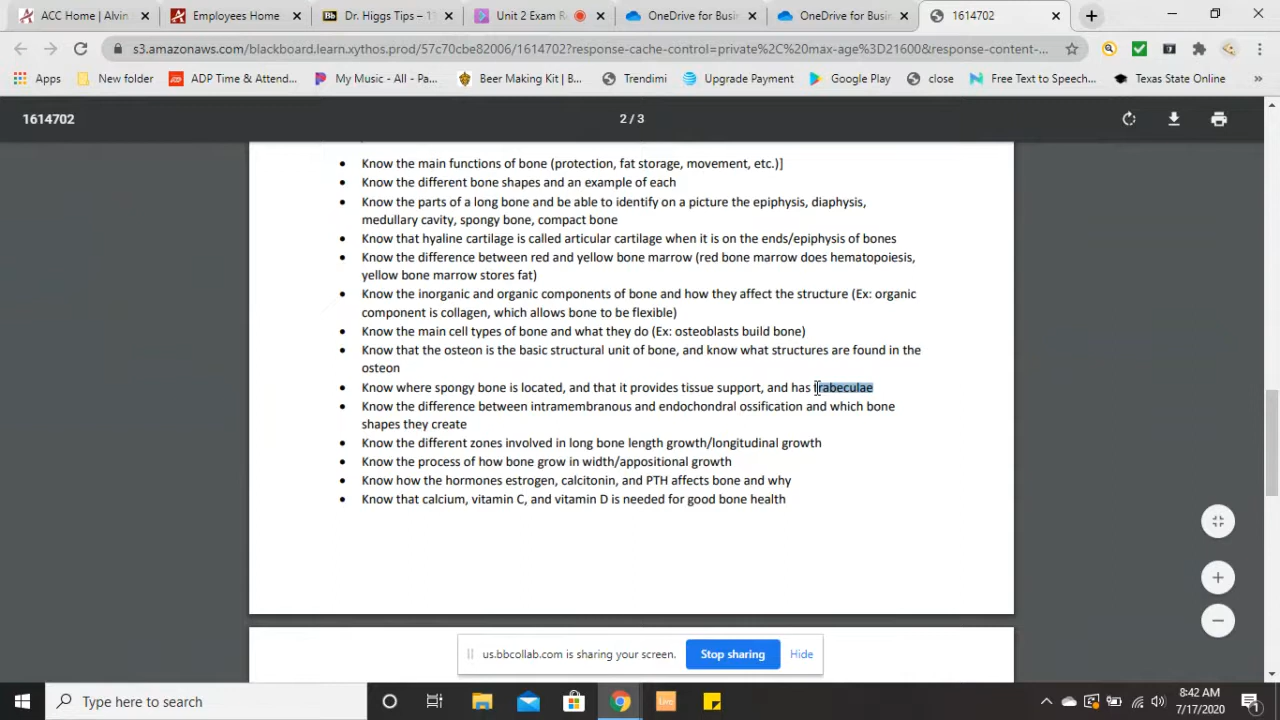 ACC Home | Alvin
Employees Home
Dr. Higgs Tips – 1
Unit 2 Exam R
OneDrive for Busi
OneDrive for Busi
1614702
s3.amazonaws.com/blackboard.learn.xythos.prod/57c70cbe82006/1614702?response-cache-control=private%2C%20max-age%3D21600&response-content-...
Apps
New folder
ADP Time & Attend...
My Music - All - Pa...
Beer Making Kit | B...
Trendimi
Upgrade Payment
Google Play
close
Free Text to Speech...
Texas State Online
»
1614702
2 / 3
• Know the main functions of bone (protection, fat storage, movement, etc.)]
• Know the different bone shapes and an example of each
• Know the parts of a long bone and be able to identify on a picture the epiphysis, diaphysis,
medullary cavity, spongy bone, compact bone
• Know that hyaline cartilage is called articular cartilage when it is on the ends/epiphysis of bones
• Know the difference between red and yellow bone marrow (red bone marrow does hematopoiesis,
yellow bone marrow stores fat)
• Know the inorganic and organic components of bone and how they affect the structure (Ex: organic
component is collagen, which allows bone to be flexible)
• Know the main cell types of bone and what they do (Ex: osteoblasts build bone)
• Know that the osteon is the basic structural unit of bone, and know what structures are found in the
osteon
• Know where spongy bone is located, and that it provides tissue support, and has trabeculae
• Know the difference between intramembranous and endochondral ossification and which bone
shapes they create
• Know the different zones involved in long bone length growth/longitudinal growth
• Know the process of how bone grow in width/appositional growth
• Know how the hormones estrogen, calcitonin, and PTH affects bone and why
• Know that calcium, vitamin C, and vitamin D is needed for good bone health
us.bbcollab.com is sharing your screen.
Stop sharing
Hide
Type here to search
8:42 AM
7/17/2020